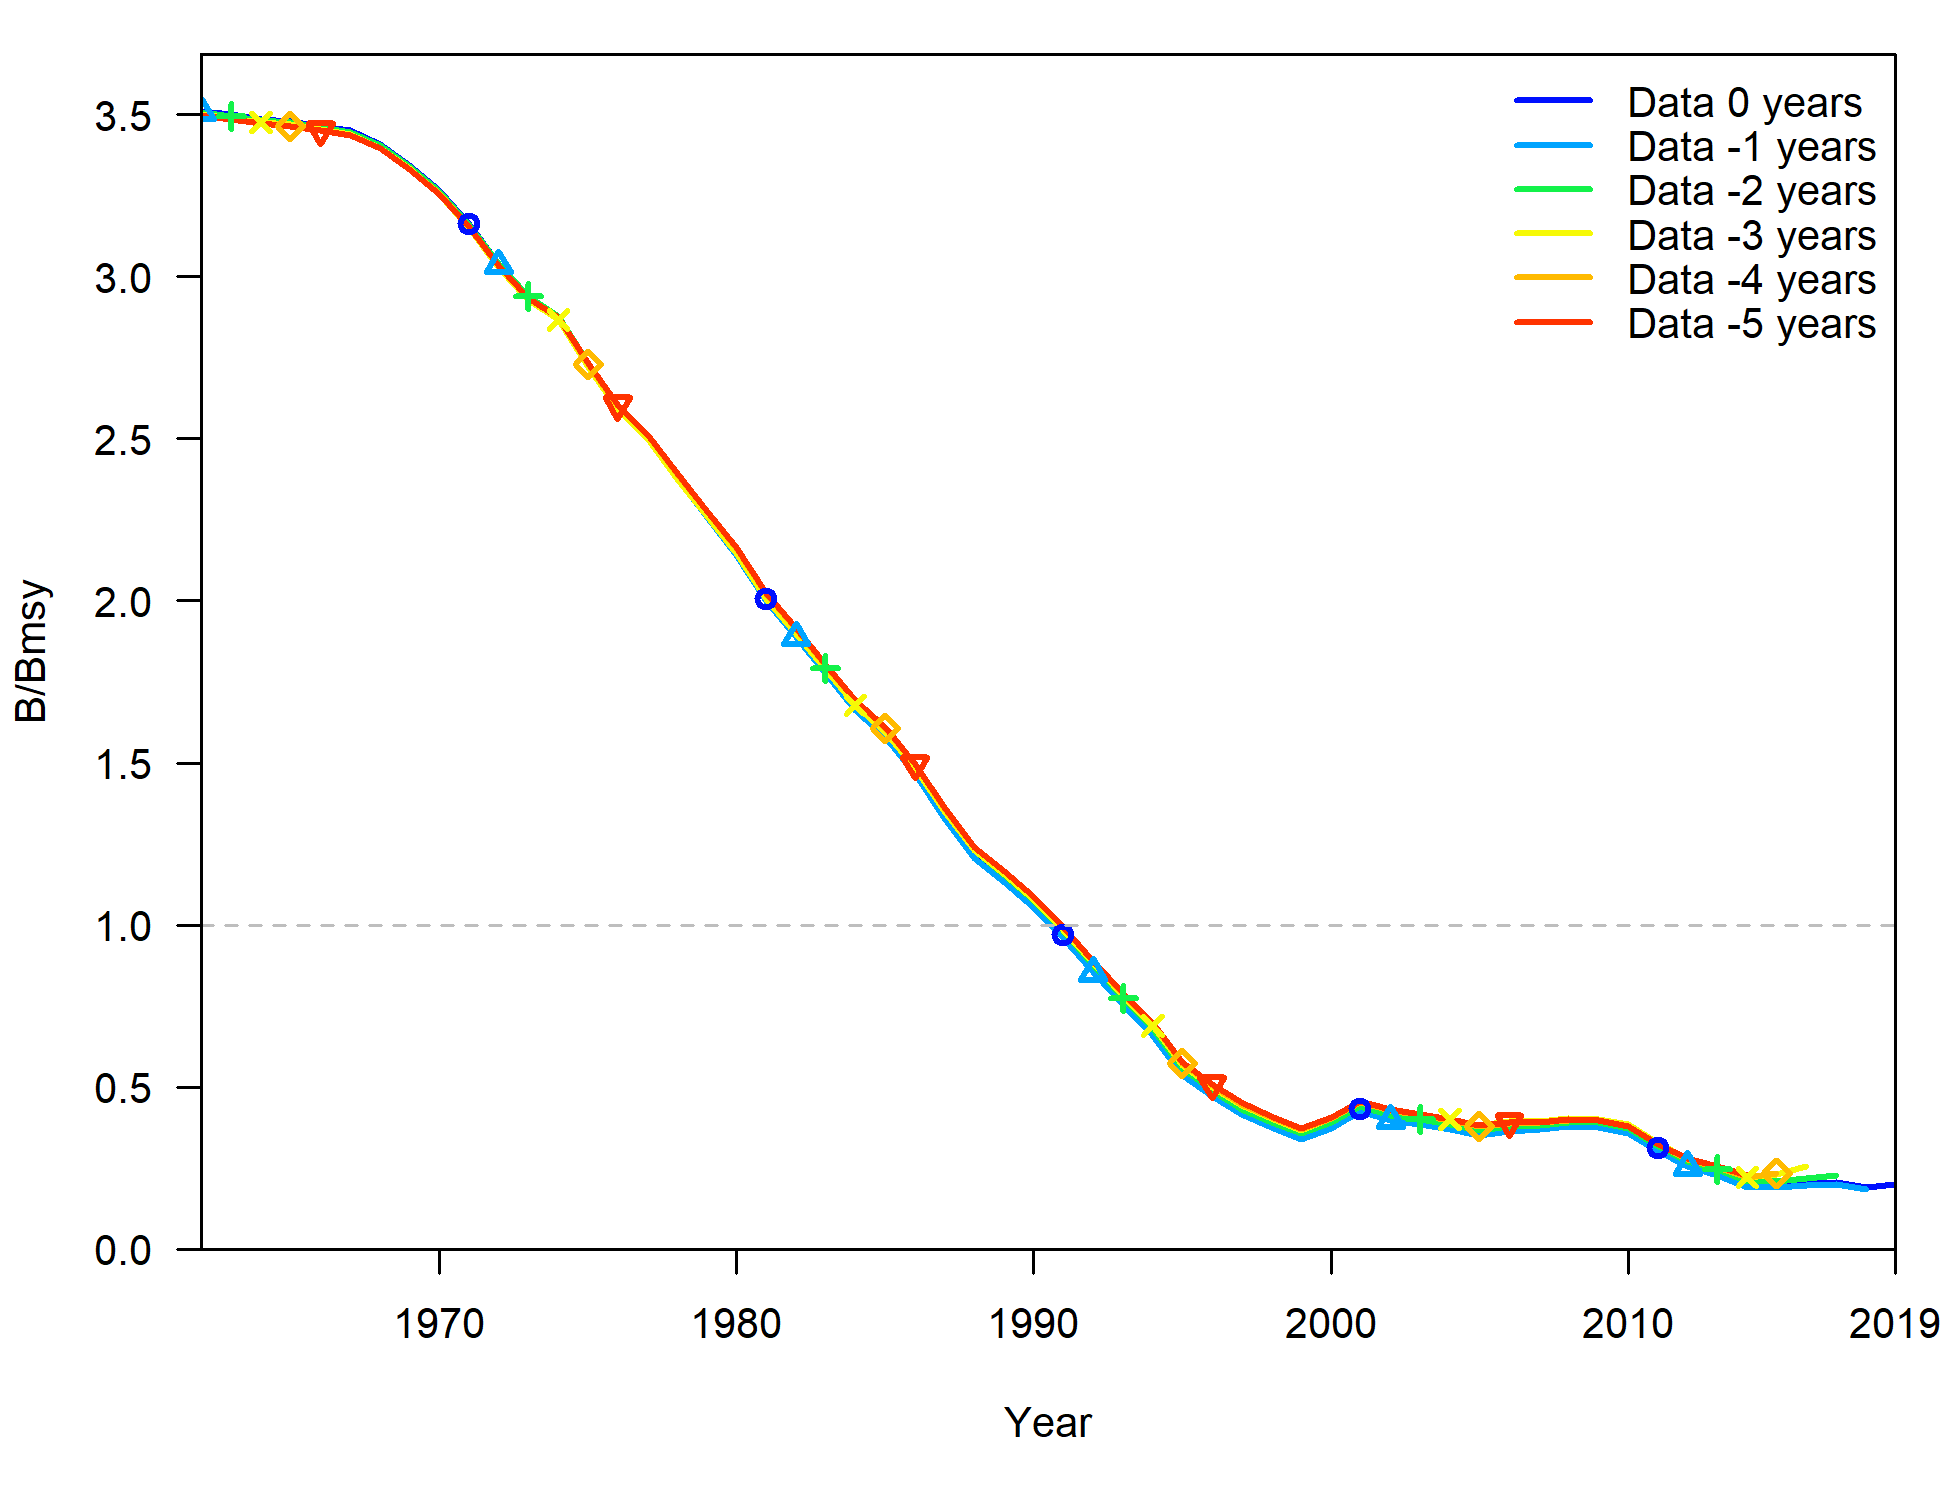 3.5
3.0
2.5
2.0
1.5
1.0
0.5
0.0
B/Bmsy
Data 0 years
Data -1 years
Data -2 years
Data -3 years
Data -4 years
Data -5 years
1970 1980 1990 2000 2010 2019
Year